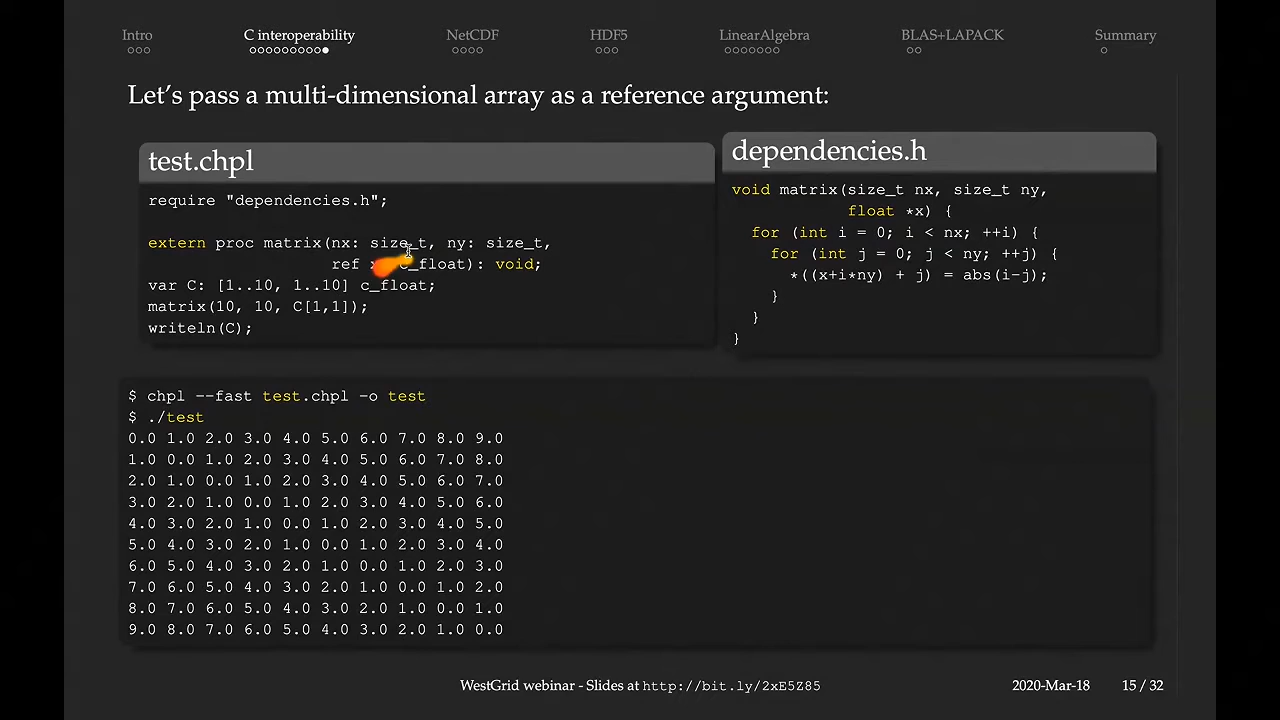 Intro C interoperability NetCDF HDF5 LinearAlgebra BLAS+LAPACK Summary
Let's pass a multi-dimensional array as a reference argument:
test.chpl
require "dependencies.h";
extern proc matrix(nx: size_t, ny: size_t,
ref c_float): void;
var C: [1..10, 1..10] c_float;
matrix(10, 10, C[1,1]);
writeln(C);
dependencies.h
void matrix(size_t nx, size_t ny,
float *x) {
for (int i = 0; i < nx; ++i) {
for (int j = 0; j < ny; ++j) {
*((x+i*ny) + j) = abs(i-j);
}
}
}
$ chpl --fast test.chpl -o test
$ ./test
0.0 1.0 2.0 3.0 4.0 5.0 6.0 7.0 8.0 9.0
1.0 0.0 1.0 2.0 3.0 4.0 5.0 6.0 7.0 8.0
2.0 1.0 0.0 1.0 2.0 3.0 4.0 5.0 6.0 7.0
3.0 2.0 1.0 0.0 1.0 2.0 3.0 4.0 5.0 6.0
4.0 3.0 2.0 1.0 0.0 1.0 2.0 3.0 4.0 5.0
5.0 4.0 3.0 2.0 1.0 0.0 1.0 2.0 3.0 4.0
6.0 5.0 4.0 3.0 2.0 1.0 0.0 1.0 2.0 3.0
7.0 6.0 5.0 4.0 3.0 2.0 1.0 0.0 1.0 2.0
8.0 7.0 6.0 5.0 4.0 3.0 2.0 1.0 0.0 1.0
9.0 8.0 7.0 6.0 5.0 4.0 3.0 2.0 1.0 0.0
WestGrid webinar - Slides at http://bit.ly/2xE5Z85 2020-Mar-18 15 / 32